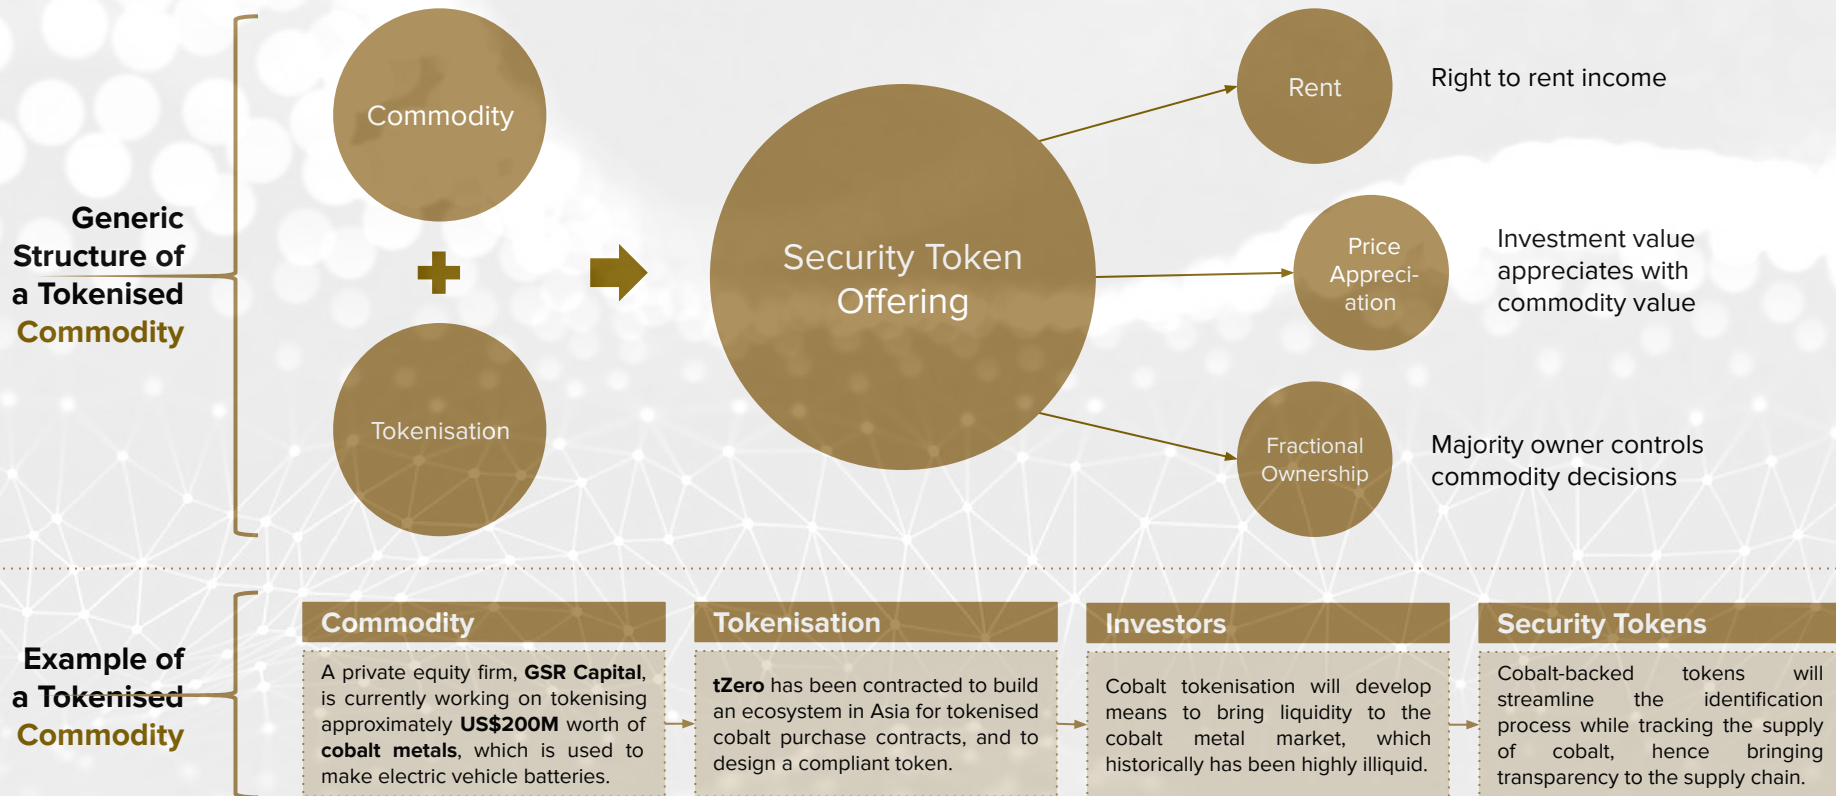 Generic
Structure of
a Tokenised
Commodity
Commodity
Tokenisation
Security Token
Offering
Rent
Right to rent income
Price
Appreci-
ation
Investment value
appreciates with
commodity value
Fractional
Ownership
Majority owner controls
commodity decisions
Example of
a Tokenised
Commodity
Commodity
A private equity firm, GSR Capital,
is currently working on tokenising
approximately US$200M worth of
cobalt metals, which is used to
make electric vehicle batteries.
Tokenisation
tZero has been contracted to build
an ecosystem in Asia for tokenised
cobalt purchase contracts, and to
design a compliant token.
Investors
Cobalt tokenisation will develop
means to bring liquidity to the
cobalt metal market, which
historically has been highly illiquid.
Security Tokens
Cobalt-backed tokens will
streamline the identification
process while tracking the supply
of cobalt, hence bringing
transparency to the supply chain.